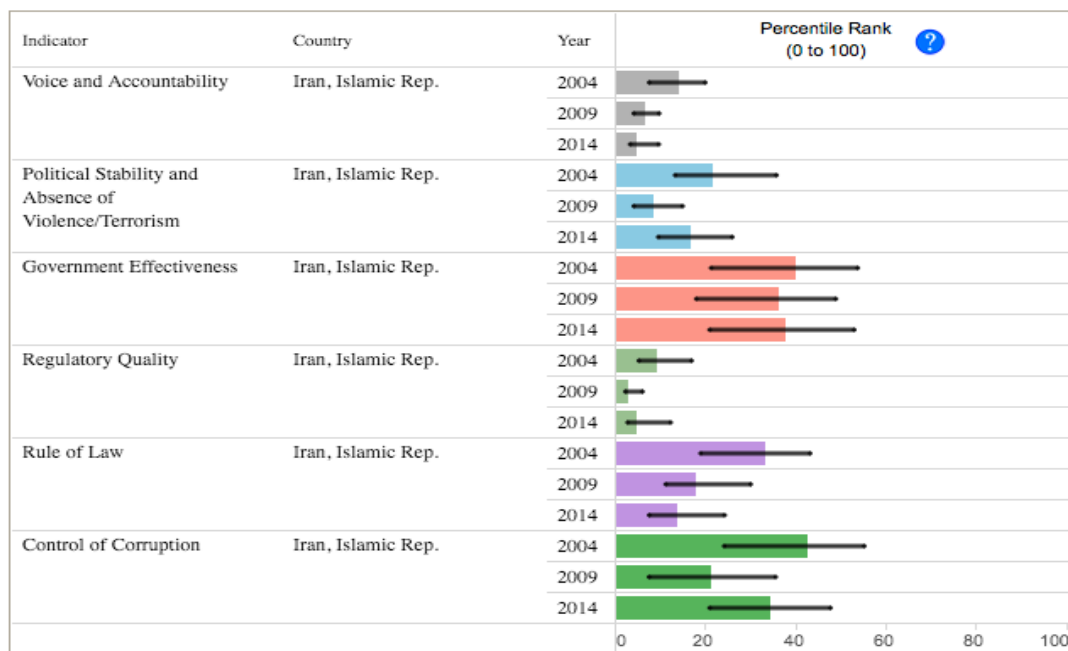 Indicator Country Year Percentile Rank
(0 to 100) ?
Voice and Accountability Iran, Islamic Rep. 2004
2009
2014
Political Stability and Iran, Islamic Rep. 2004
Absence of
Violence/Terrorism 2009
2014
Government Effectiveness Iran, Islamic Rep. 2004
2009
2014
Regulatory Quality Iran, Islamic Rep. 2004
2009
2014
Rule of Law Iran, Islamic Rep. 2004
2009
2014
Control of Corruption Iran, Islamic Rep. 2004
2009
2014
0 20 40 60 80 100